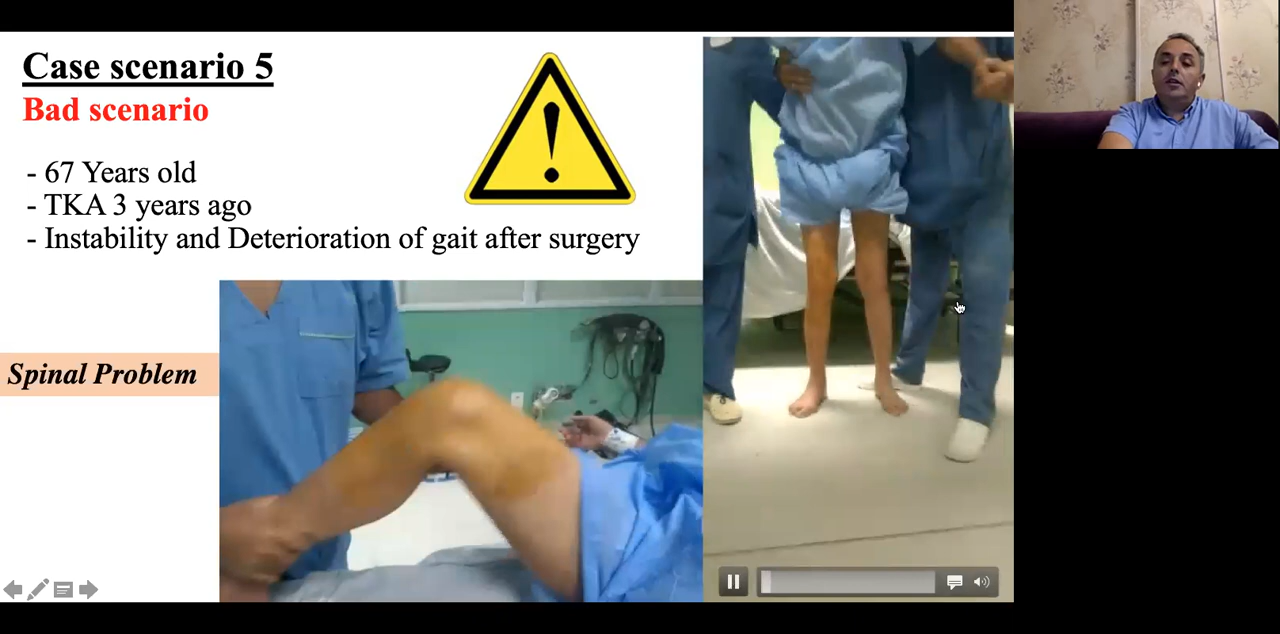 Case scenario 5
Bad scenario
- 67 Years old
- TKA 3 years ago
- Instability and Deterioration of gait after surgery
Spinal Problem